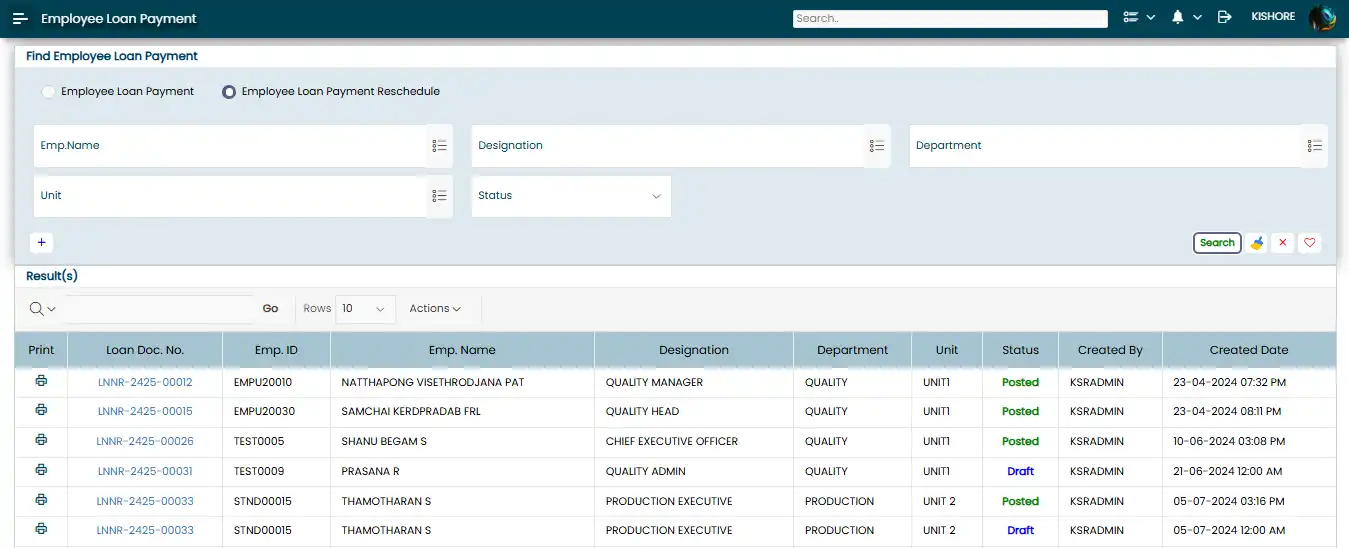 Employee Loan Payment Search.. KISHORE
Find Employee Loan Payment
Employee Loan Payment Employee Loan Payment Reschedule
Emp.Name Designation Department
Unit Status
+ Search
Result(s)
Go Rows 10 Actions
Print Loan Doc. No. Emp. ID Emp. Name Designation Department Unit Status Created By Created Date
LNNR-2425-00012 EMPU20010 NATTHAPONG VISETHRODJANA PAT QUALITY MANAGER QUALITY UNIT1 Posted KSRADMIN 23-04-2024 07:32 PM
LNNR-2425-00015 EMPU20030 SAMCHAI KERDPRADAB FRL QUALITY HEAD QUALITY UNIT1 Posted KSRADMIN 23-04-2024 08:11 PM
LNNR-2425-00026 TEST0005 SHANU BEGAM S CHIEF EXECUTIVE OFFICER QUALITY UNIT1 Posted KSRADMIN 10-06-2024 03:08 PM
LNNR-2425-00031 TEST0009 PRASANA R QUALITY ADMIN QUALITY UNIT1 Draft KSRADMIN 21-06-2024 12:00 AM
LNNR-2425-00033 STND00015 THAMOTHARAN S PRODUCTION EXECUTIVE PRODUCTION UNIT 2 Posted KSRADMIN 05-07-2024 03:16 PM
LNNR-2425-00033 STND00015 THAMOTHARAN S PRODUCTION EXECUTIVE PRODUCTION UNIT 2 Draft KSRADMIN 05-07-2024 12:00 AM